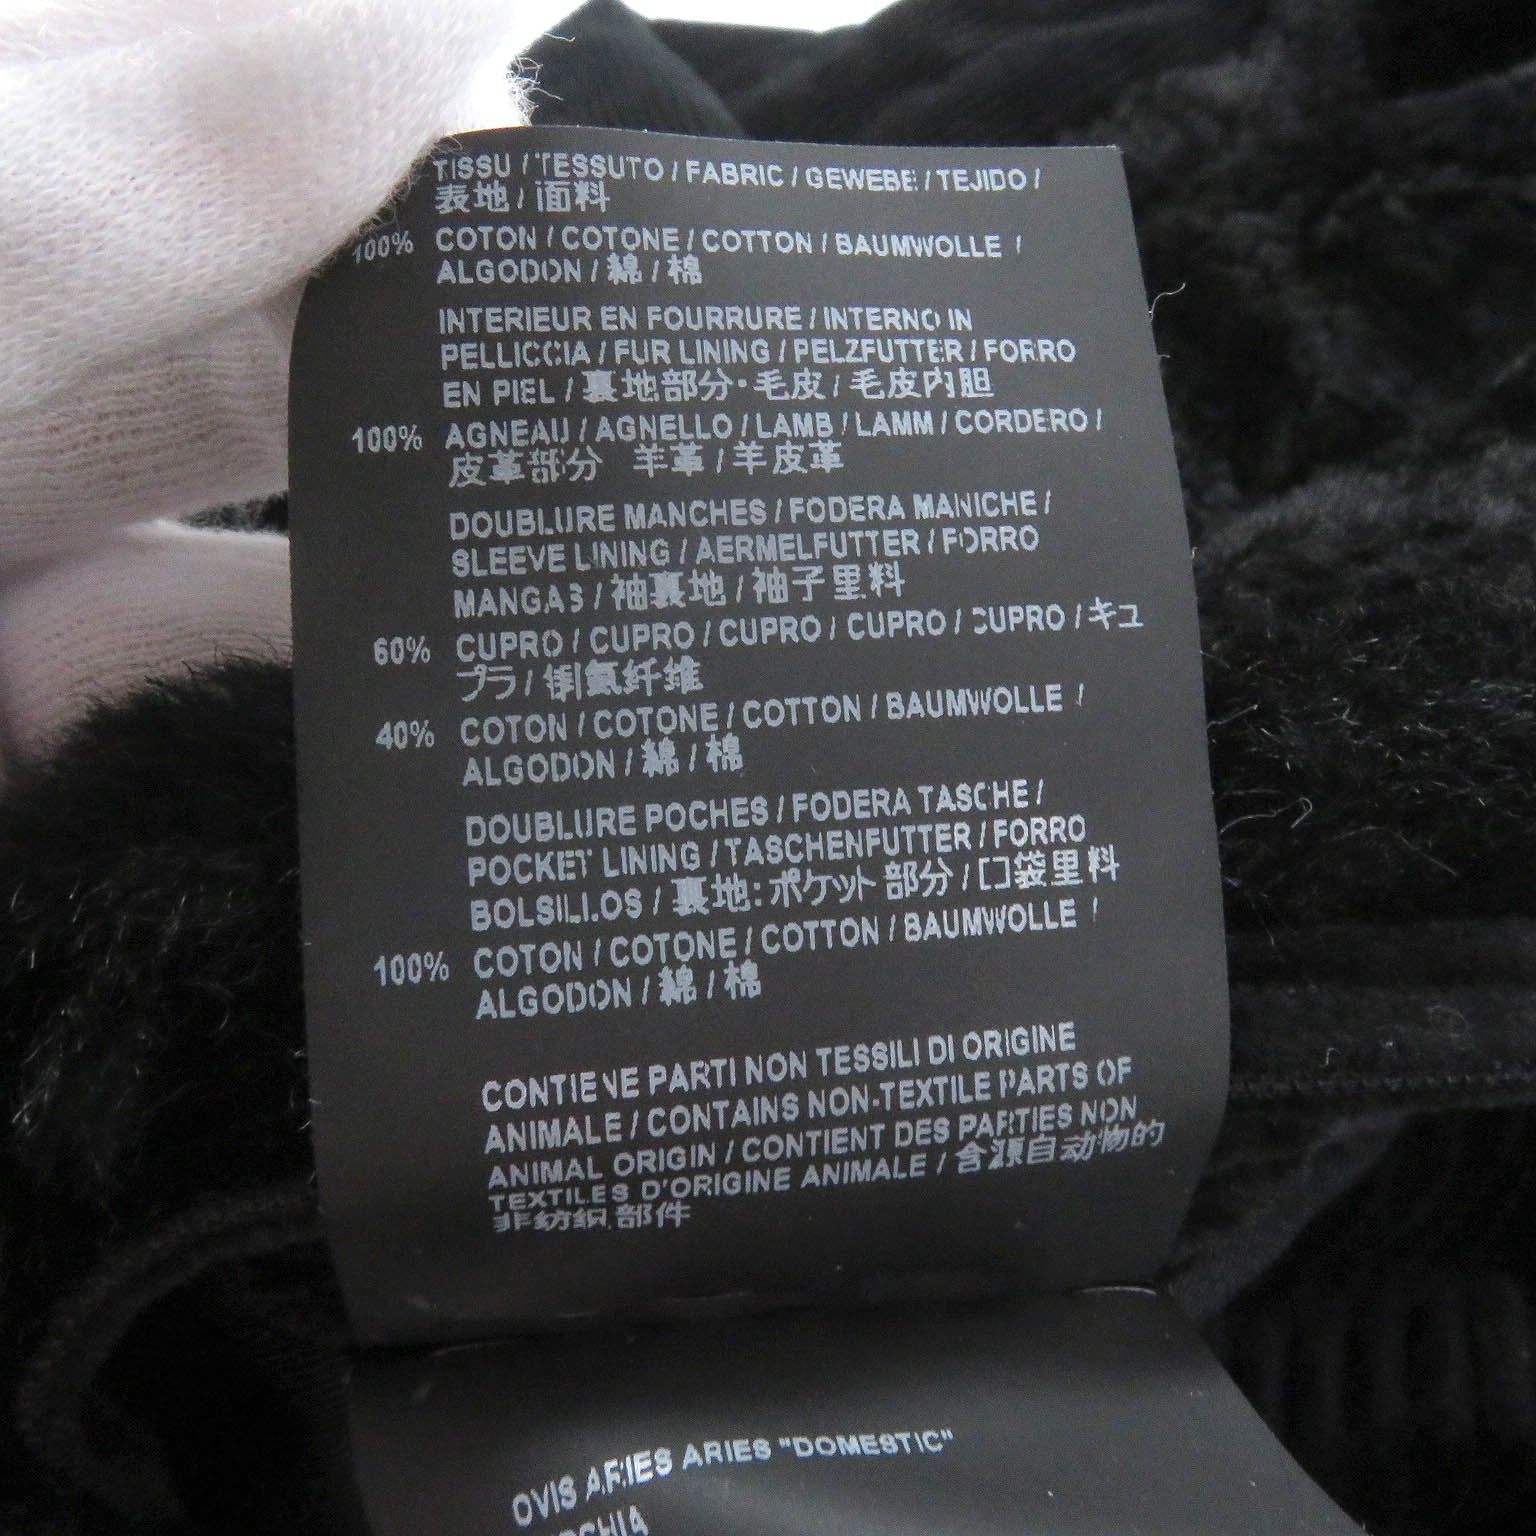 TISSU / TESSUTO / FABRIC / GEWEBE / TEJIDO /
表地 / 面料
100% COTON / COTONE / COTTON / BAUMWOLLE /
ALGODON / 綿 / 棉
INTERIEUR EN FOURRURE / INTERNO IN
PELLICCIA / FUR LINING / PELZFUTTER / FORRO
EN PIEL / 裏地部分・毛皮 / 毛皮内胆
100% AGNEAU / AGNELLO / LAMB / LAMM / CORDERO /
皮革部分 羊革 / 羊皮革
DOUBLURE MANCHES / FODERA MANICHE /
SLEEVE LINING / AERMELFUTTER / FORRO
MANGAS / 袖裏地 / 袖子里料
60% CUPRO / CUPRO / CUPRO / CUPRO / CUPRO / キュ
プラ / 铜氨纤维
40% COTON / COTONE / COTTON / BAUMWOLLE /
ALGODON / 綿 / 棉
DOUBLURE POCHES / FODERA TASCHE /
POCKET LINING / TASCHENFUTTER / FORRO
BOLSILLOS / 裏地:ポケット部分 / 口袋里料
100% COTON / COTONE / COTTON / BAUMWOLLE /
ALGODON / 綿 / 棉
CONTIENE PARTI NON TESSILI DI ORIGINE
ANIMALE / CONTAINS NON-TEXTILE PARTS OF
ANIMAL ORIGIN / CONTIENT DES PARTIES NON
TEXTILES D'ORIGINE ANIMALE / 含源自动物的
非纺织部件
OVIS ARIES ARIES "DOMESTIC"